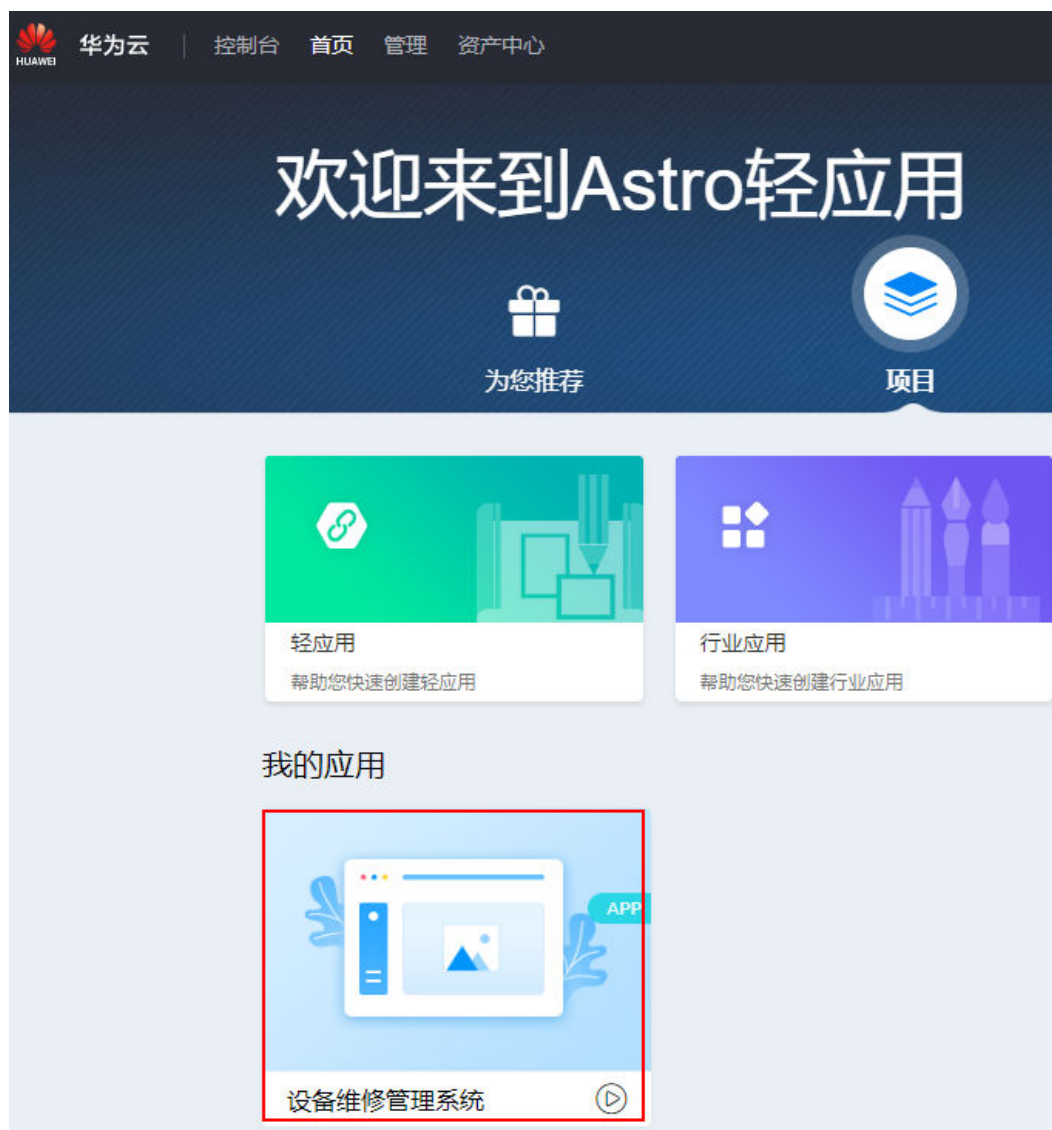 HUAWEI
华为云 控制台 首页 管理 资产中心
欢迎来到Astro轻应用
为您推荐 项目
轻应用 行业应用
帮助您快速创建轻应用 帮助您快速创建行业应用
我的应用
APP
设备维修管理系统